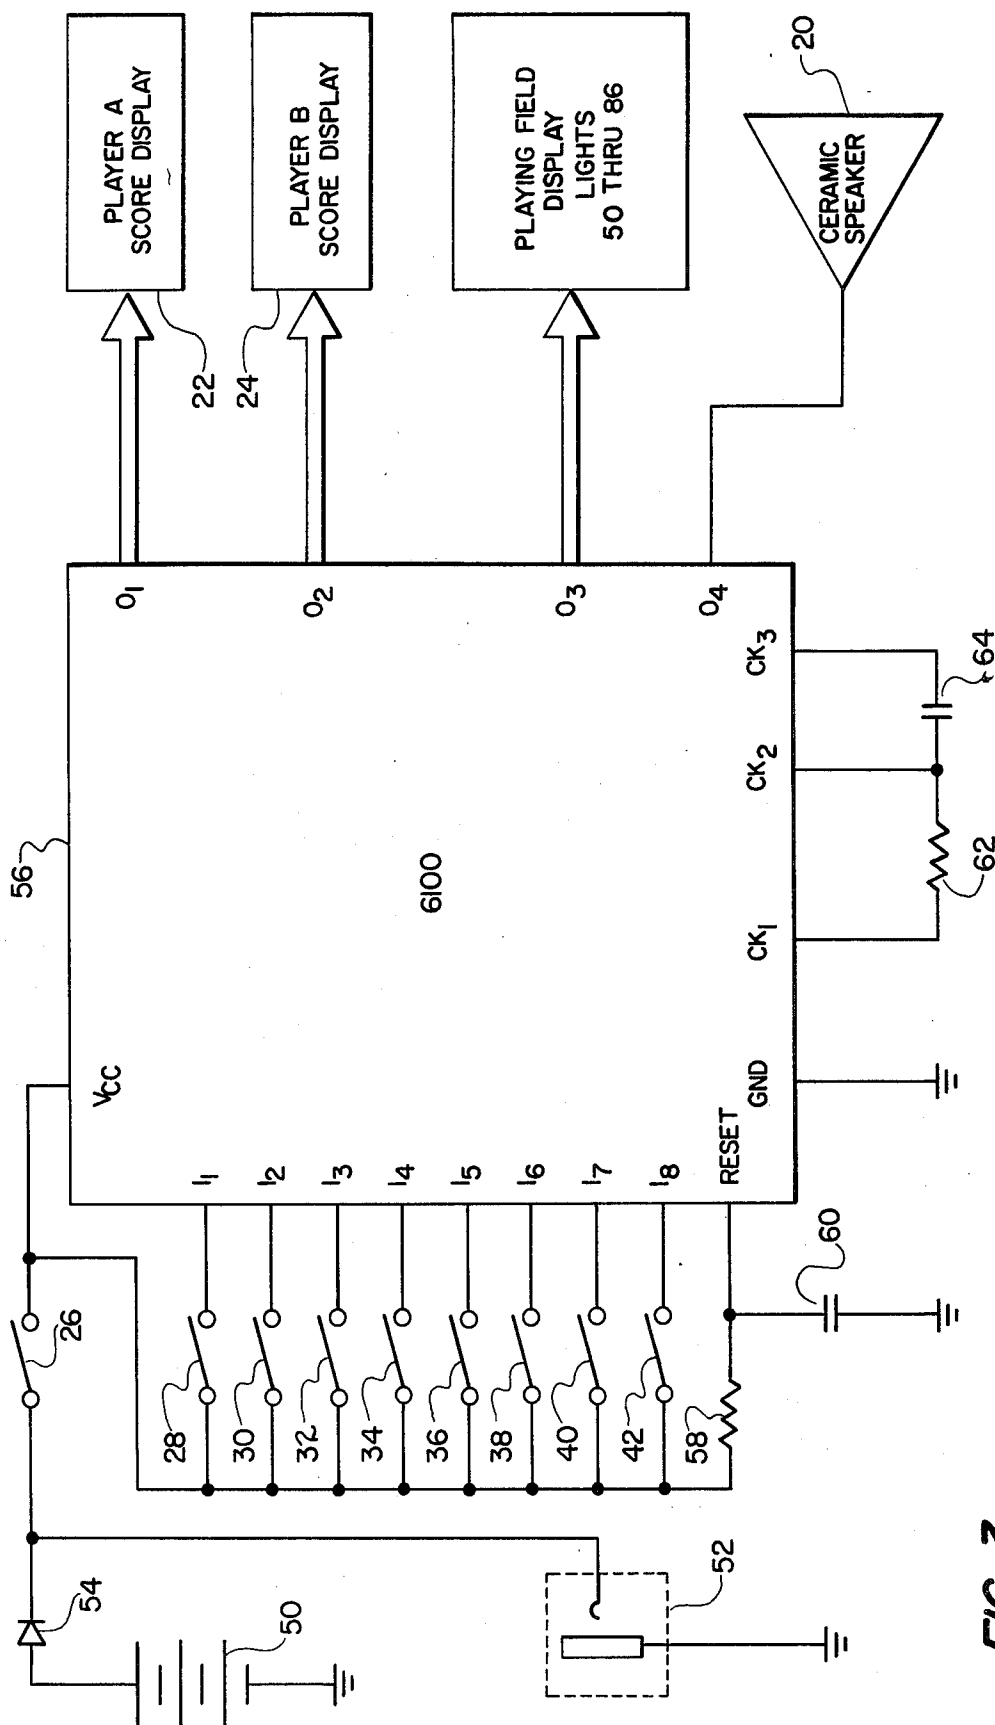 PLAYER A
SCORE DISPLAY
22
PLAYER B
SCORE DISPLAY
24
PLAYING FIELD
DISPLAY
LIGHTS
50 THRU 86
CERAMIC
SPEAKER
20
56
6100
VCC
O1
O2
O3
O4
I1
I2
I3
I4
I5
I6
I7
I8
RESET
GND
CK1
CK2
CK3
26
28
30
32
34
36
38
40
42
58
60
62
64
54
50
52
FIG. 3